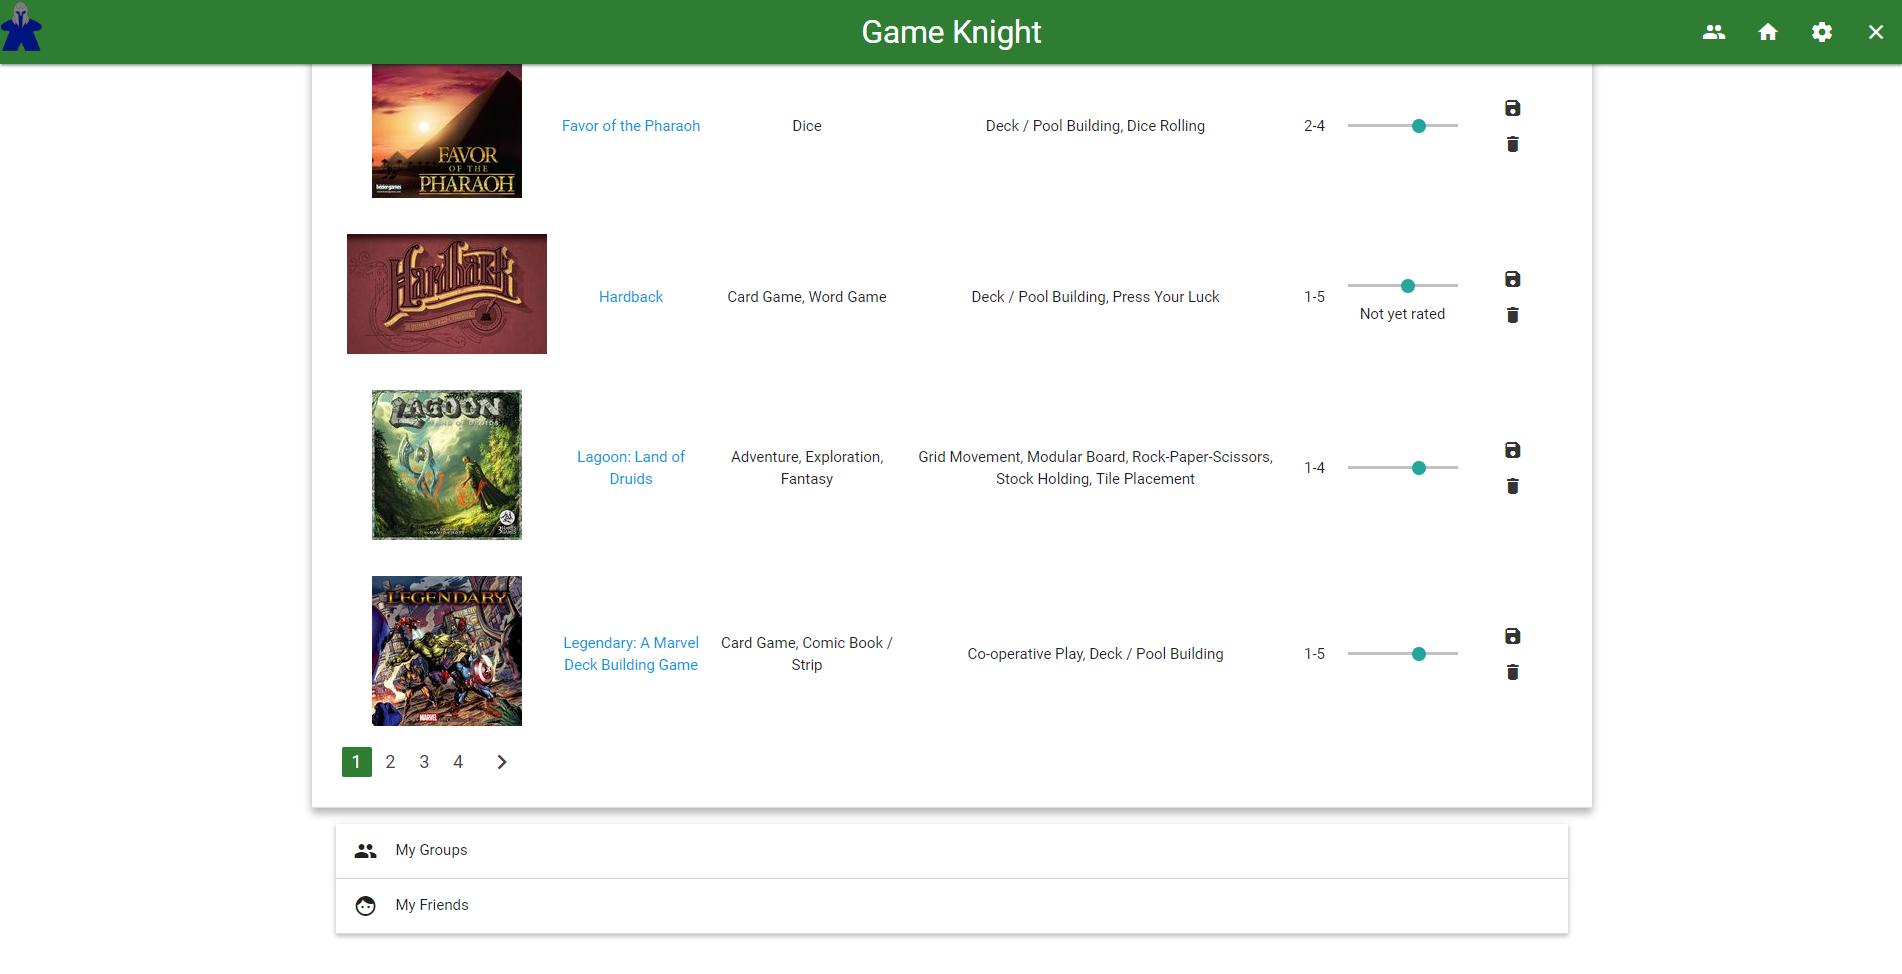 Game Knight
FAVOR
OF THE
PHARAOH
Favor of the Pharaoh
Dice
Deck / Pool Building, Dice Rolling
2-4
Hardback
Hardback
Card Game, Word Game
Deck / Pool Building, Press Your Luck
1-5
Not yet rated
LAGOON
LAND OF DRUIDS
Lagoon: Land of
Druids
Adventure, Exploration,
Fantasy
Grid Movement, Modular Board, Rock-Paper-Scissors,
Stock Holding, Tile Placement
1-4
LEGENDARY
MARVEL
Legendary: A Marvel
Deck Building Game
Card Game, Comic Book /
Strip
Co-operative Play, Deck / Pool Building
1-5
1 2 3 4
My Groups
My Friends